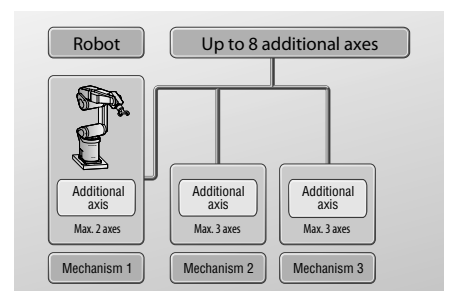 Robot
Up to 8 additional axes
Additional
axis
Max. 2 axes
Additional
axis
Max. 3 axes
Additional
axis
Max. 3 axes
Mechanism 1
Mechanism 2
Mechanism 3